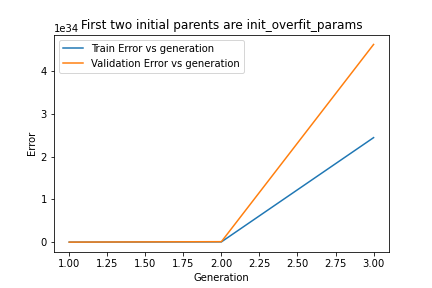 First two initial parents are init_overfit_params
1e34
Train Error vs generation
Validation Error vs generation
4
3
2
1
0
Error
1.00 1.25 1.50 1.75 2.00 2.25 2.50 2.75 3.00
Generation